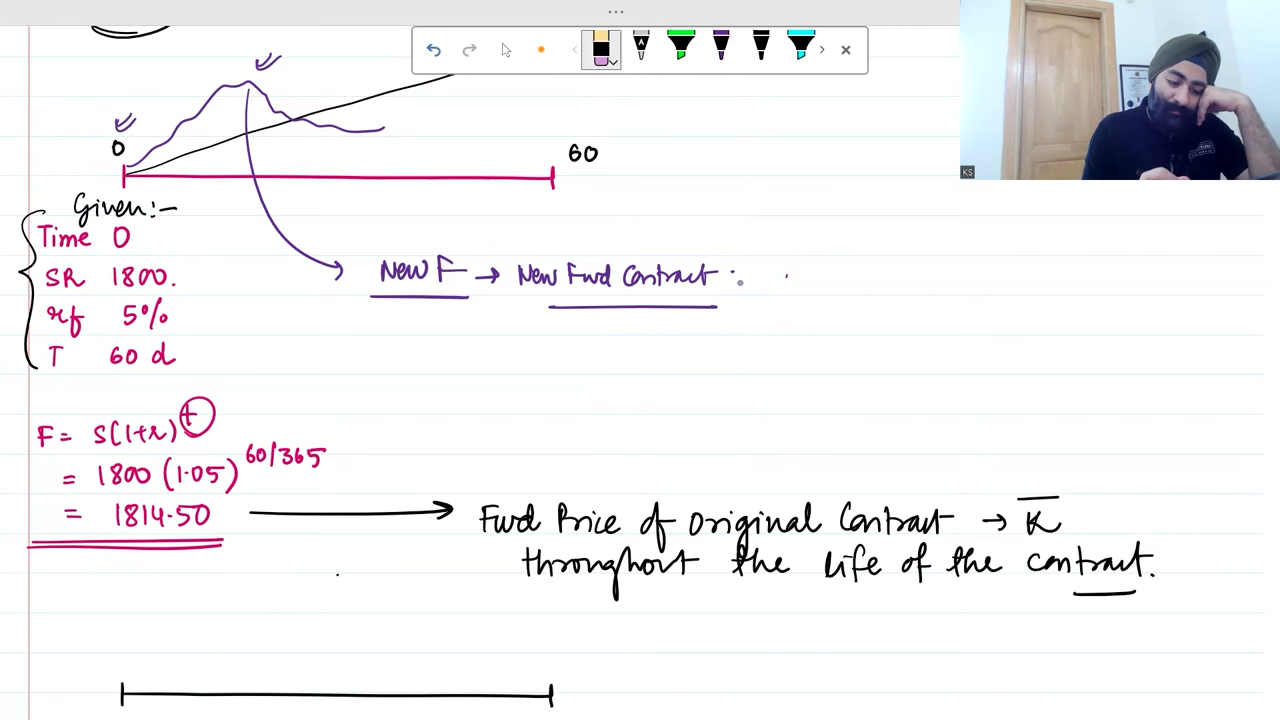 0
60
Given:-
Time 0
SR 1800.
rf 5%
T 60 d
New F → New Fwd Contract :
F = S(1+r)^t
= 1800 (1.05)^60/365
= 1814.50 → Fwd Price of Original Contract → K̅
throughout the life of the contract.
KS